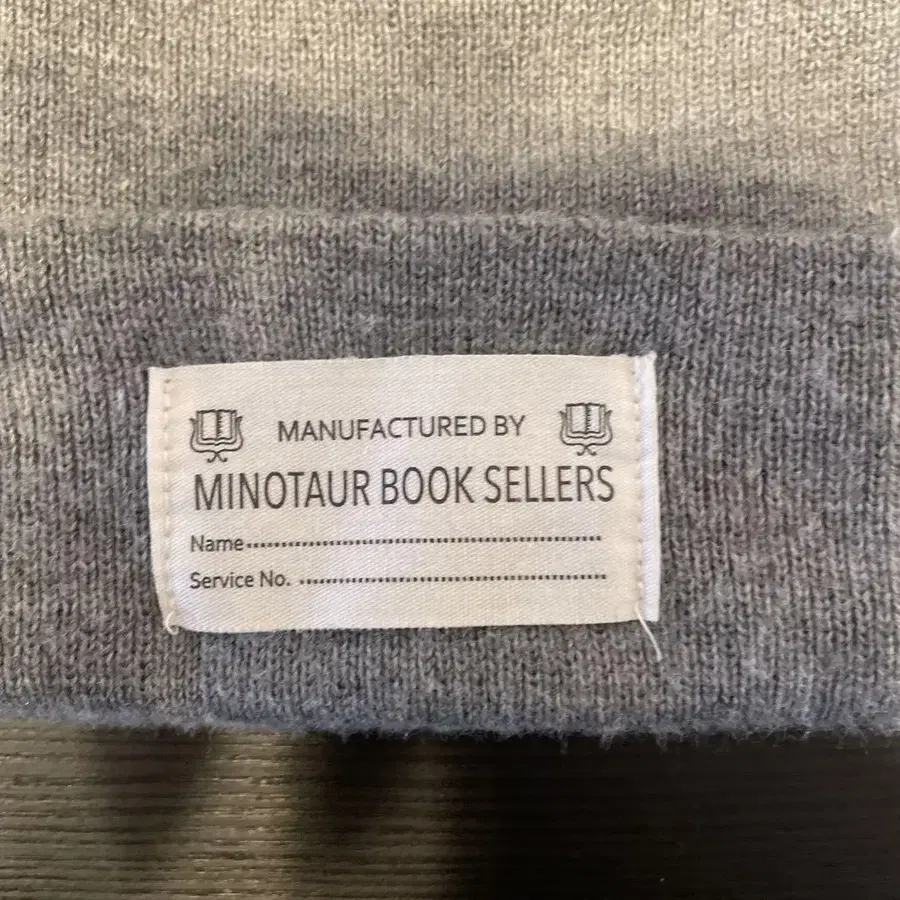 MANUFACTURED BY
MINOTAUR BOOK SELLERS
Name............................................................
Service No. ....................................................